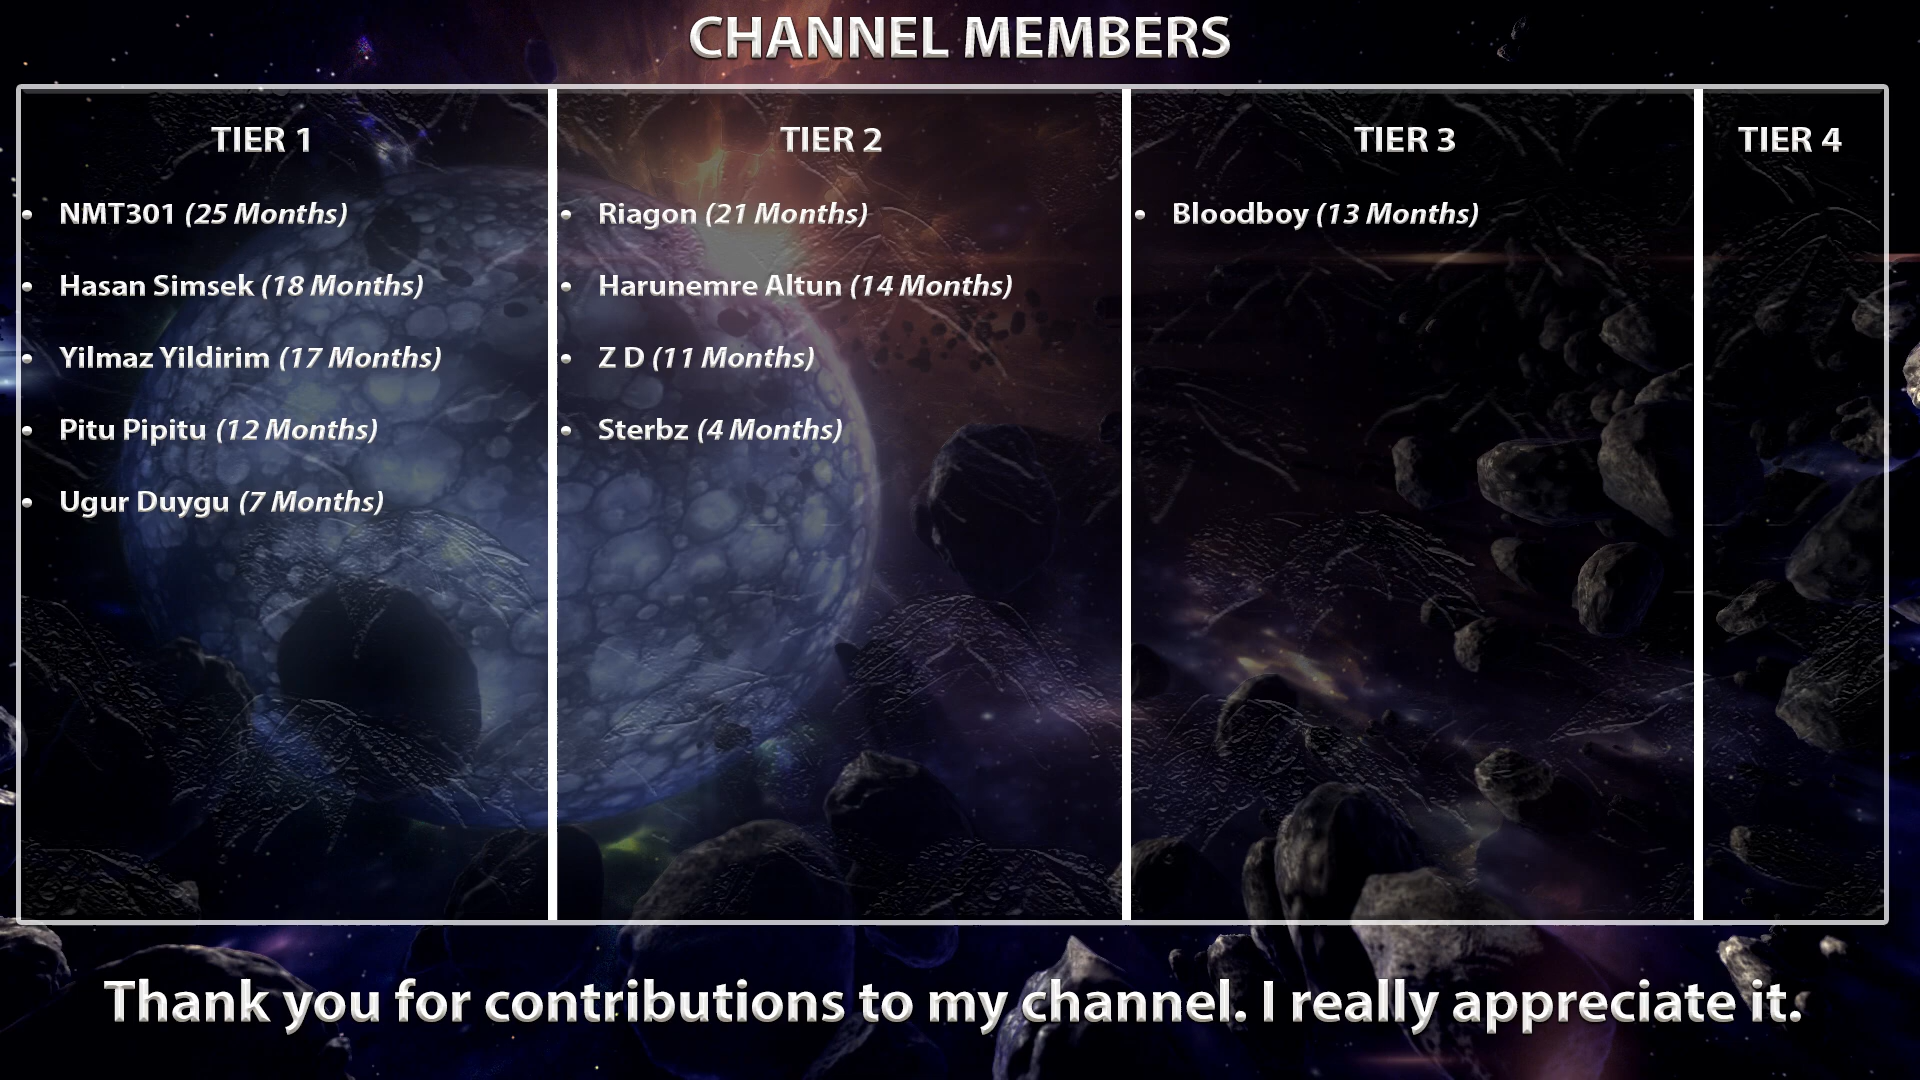 CHANNEL MEMBERS
TIER 1
• NMT301 (25 Months)
• Hasan Simsek (18 Months)
• Yilmaz Yildirim (17 Months)
• Pitu Pipitu (12 Months)
• Ugur Duygu (7 Months)
TIER 2
• Riagon (21 Months)
• Harunemre Altun (14 Months)
• Z D (11 Months)
• Sterbz (4 Months)
TIER 3
• Bloodboy (13 Months)
TIER 4
Thank you for contributions to my channel. I really appreciate it.